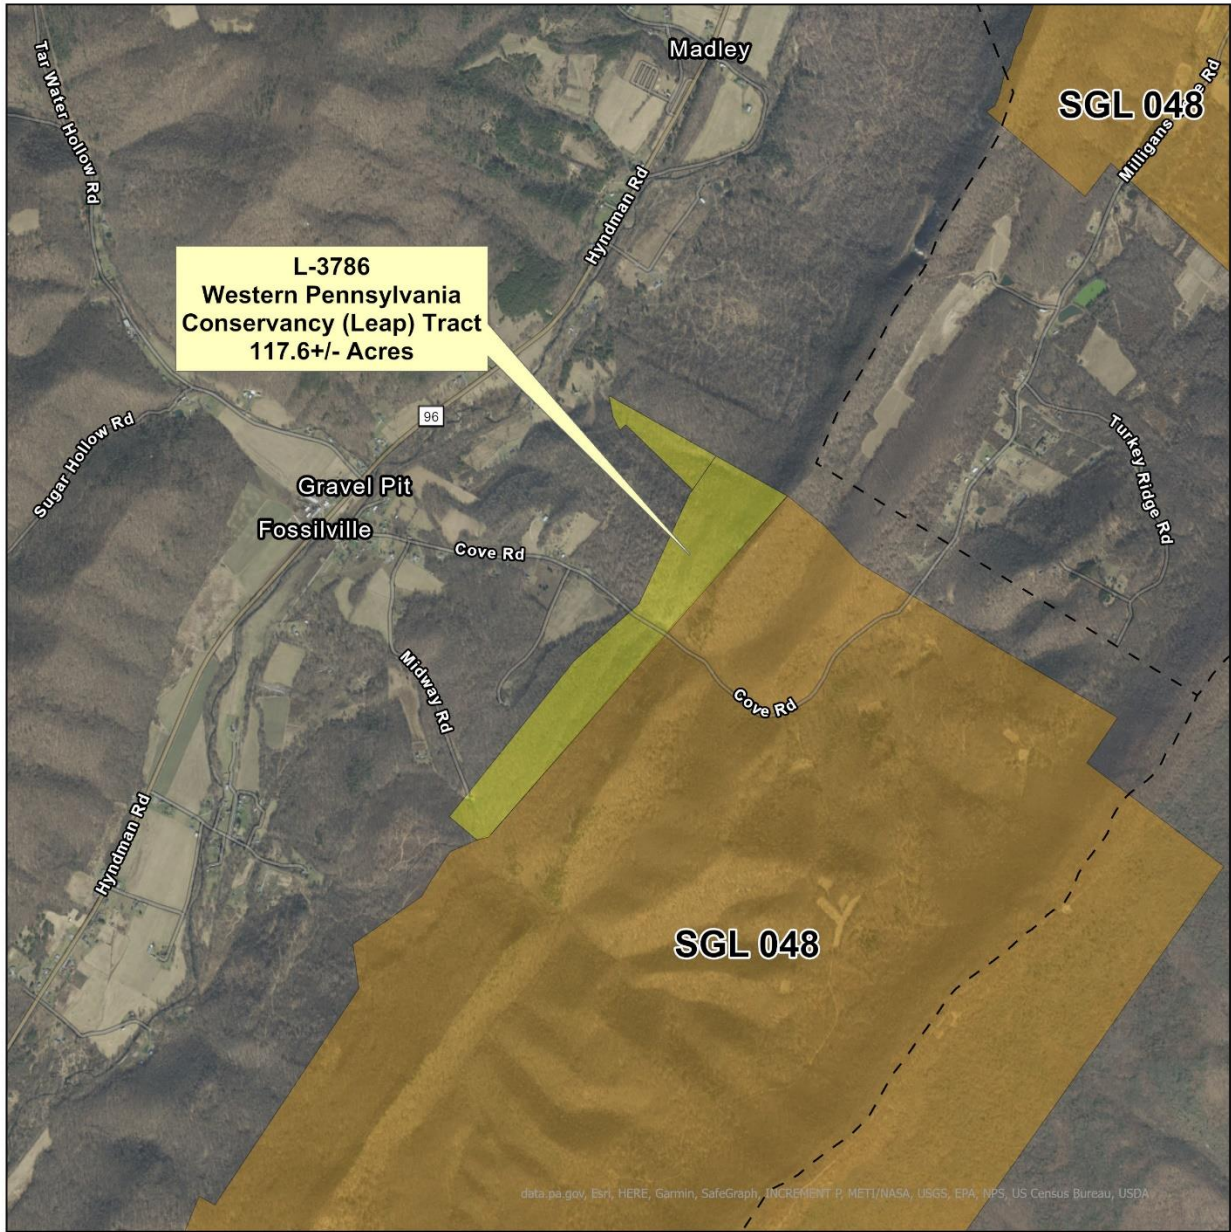 Madley
SGL 048
Tar Water Hollow Rd
Milligans
e Rd
Hyndman Rd
L-3786
Western Pennsylvania
Conservancy (Leap) Tract
117.6+/- Acres
96
Sugar Hollow Rd
Turkey Ridge Rd
Gravel Pit
Fossilville
Cove Rd
Midway Rd
Cove Rd
Hyndman Rd
SGL 048
data.pa.gov, Esri, HERE, Garmin, SafeGraph, INCREMENT P, METI/NASA, USGS, EPA, NPS, US Census Bureau, USDA